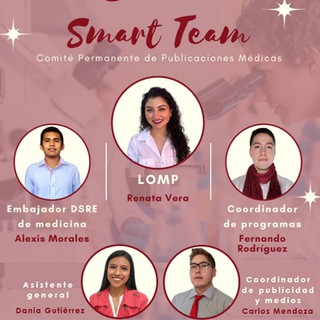 Smart Team
Comité Permanente de Publicaciones Médicas
LOMP
Renata Vera
Embajador DSRE
de medicina
Alexis Morales
Coordinador
de programas
Fernando
Rodríguez
Asistente
general
Dania Gutiérrez
Coordinador
de publicidad
y medios
Carlos Mendoza